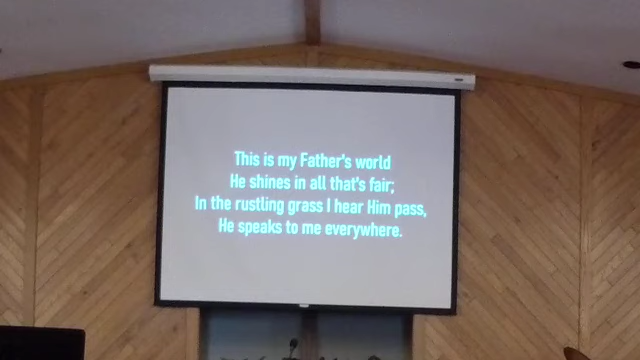 This is my Father's world
He shines in all that's fair;
In the rustling grass I hear Him pass,
He speaks to me everywhere.